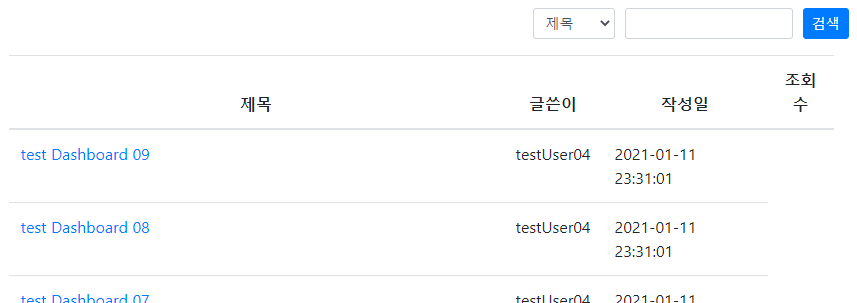 제목 검색
제목 글쓴이 작성일 조회
수
test Dashboard 09 testUser04 2021-01-11
23:31:01
test Dashboard 08 testUser04 2021-01-11
23:31:01
test Dashboard 07 testUser04 2021-01-11